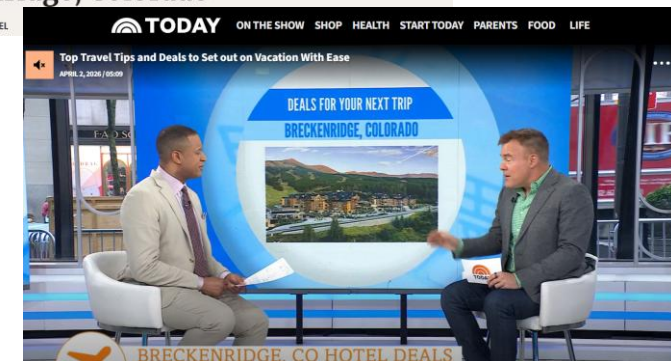 EL
TODAY
ON THE SHOW SHOP HEALTH START TODAY PARENTS FOOD LIFE
Top Travel Tips and Deals to Set out on Vacation With Ease
APRIL 2, 2026 / 05:09
DEALS FOR YOUR NEXT TRIP
BRECKENRIDGE, COLORADO
TODAY
BRECKENRIDGE, CO HOTEL DEALS